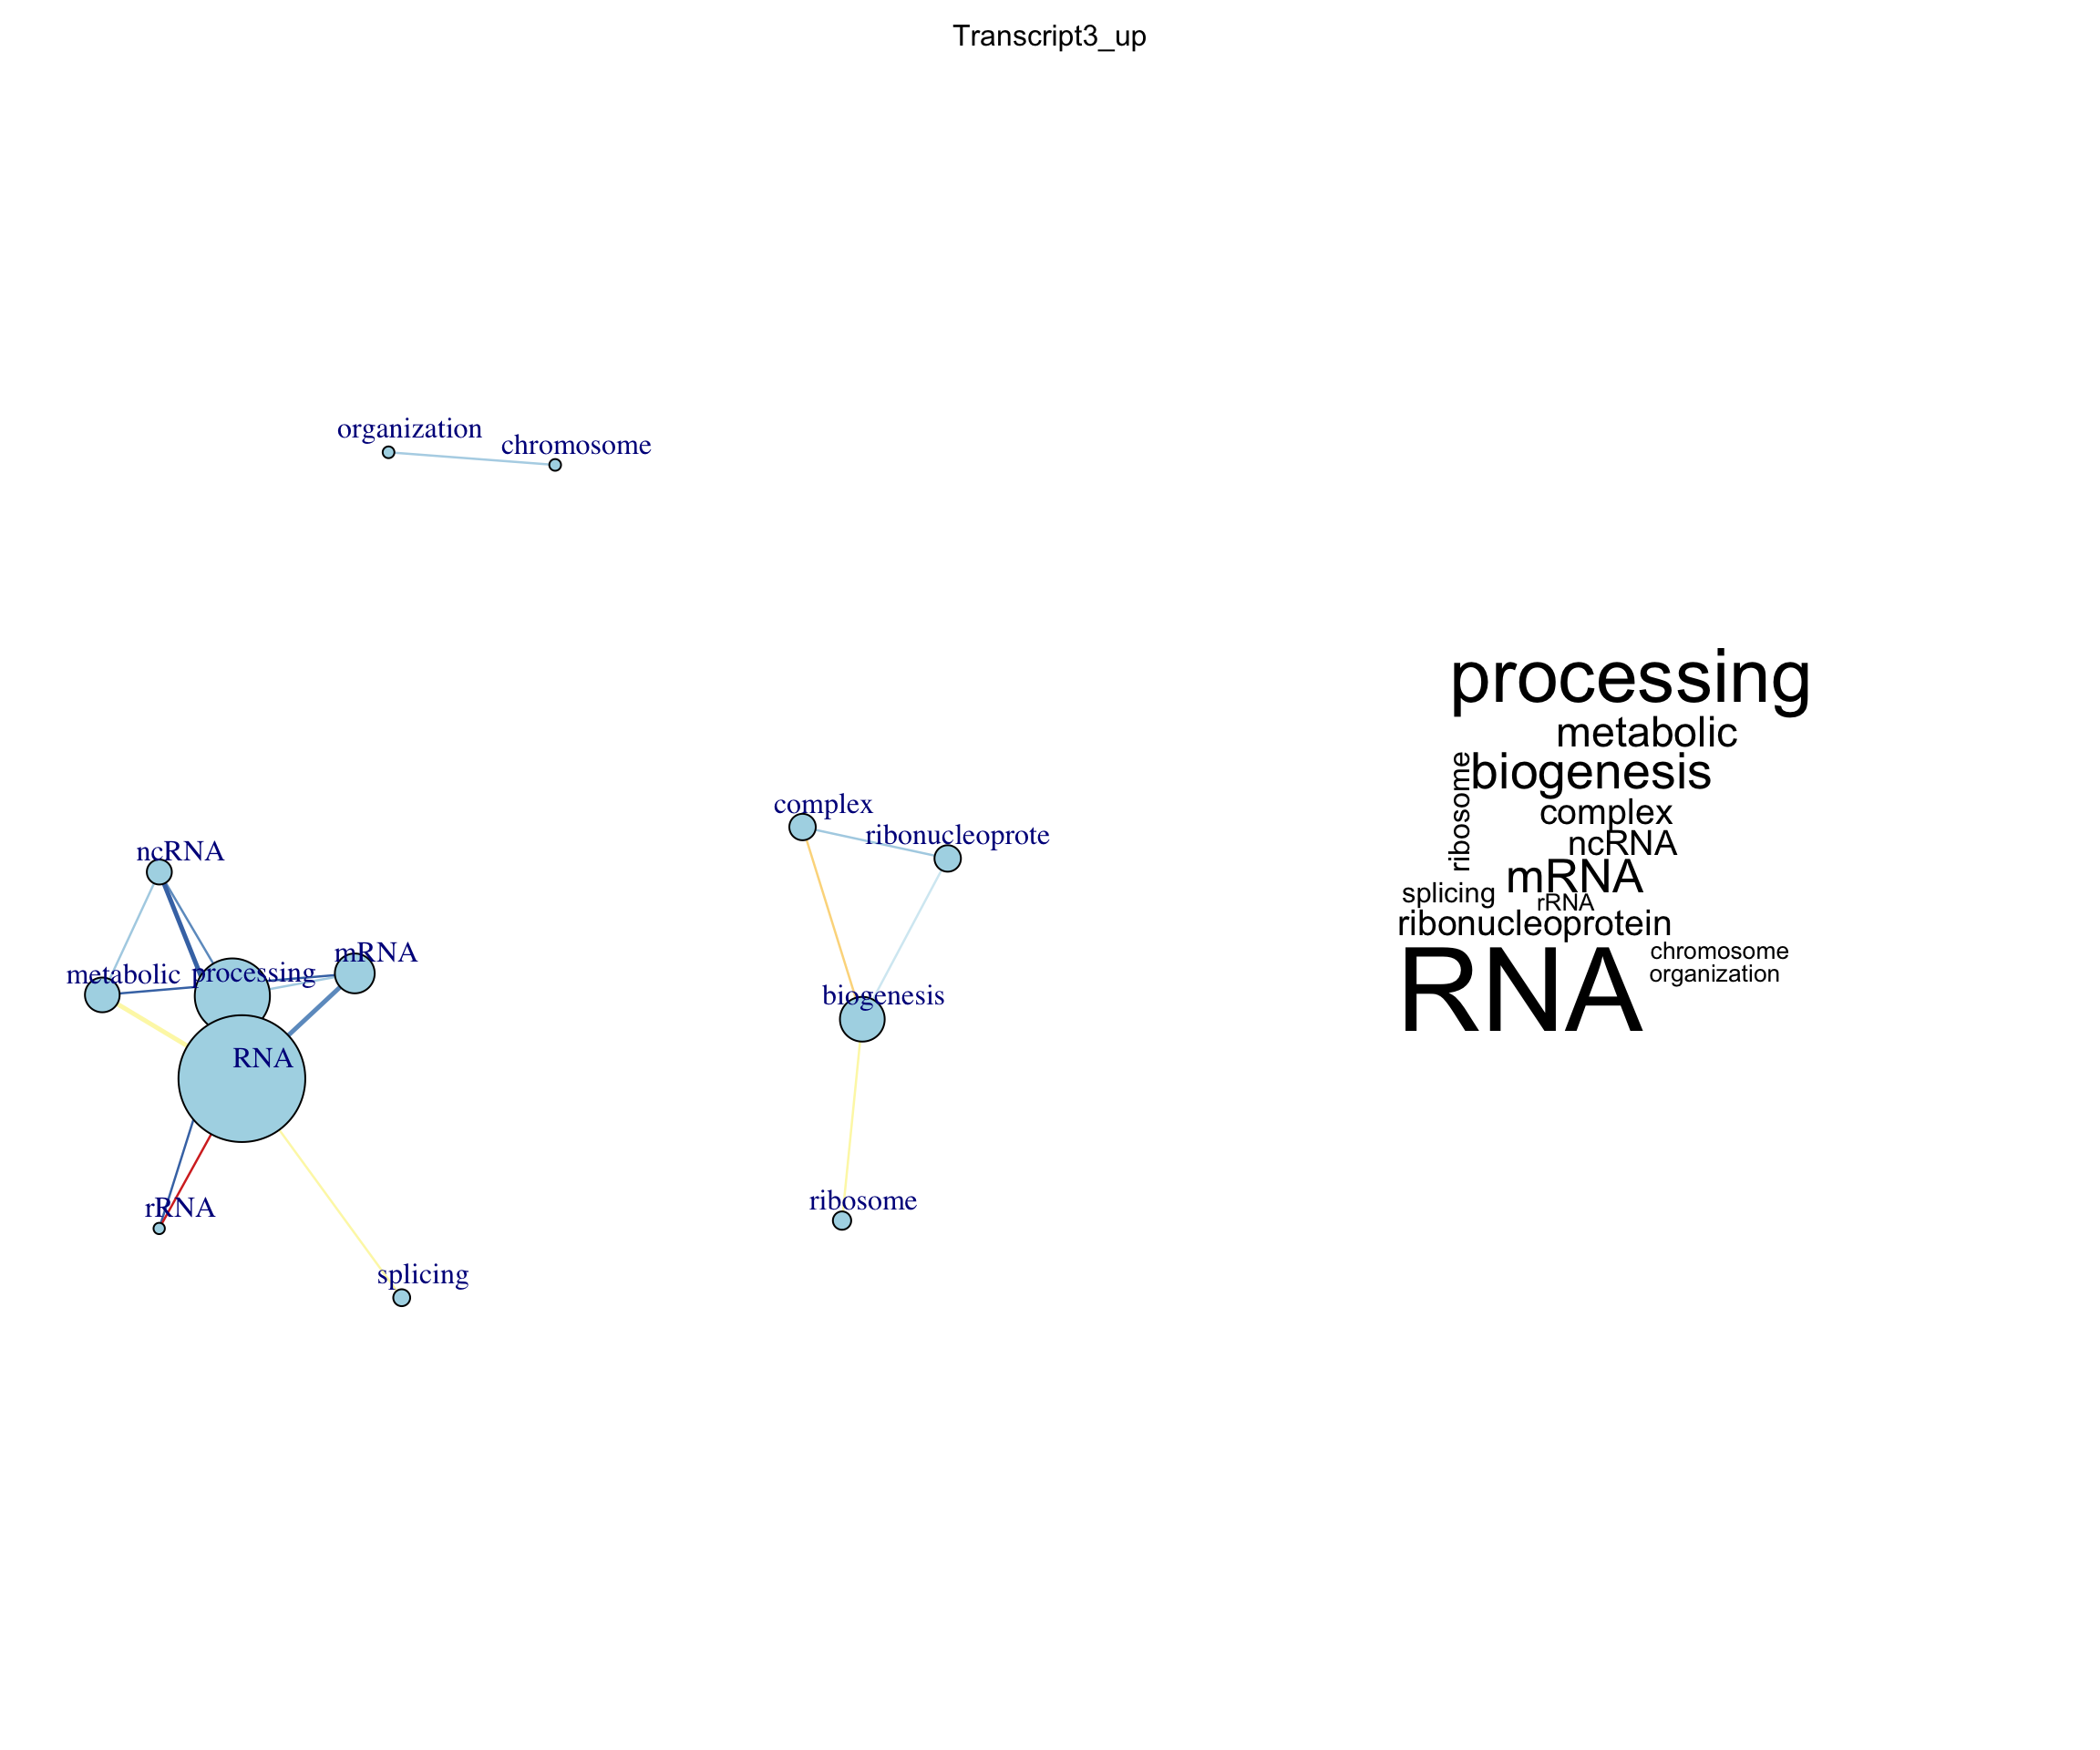 Transcript3_up
organization
chromosome
complex
ribonucleoprote
ncRNA
mRNA
metabolic
processing
biogenesis
RNA
ribosome
rRNA
splicing
processing
metabolic
ribosome
biogenesis
complex
ncRNA
mRNA
splicing
rRNA
ribonucleoprotein
RNA
chromosome
organization